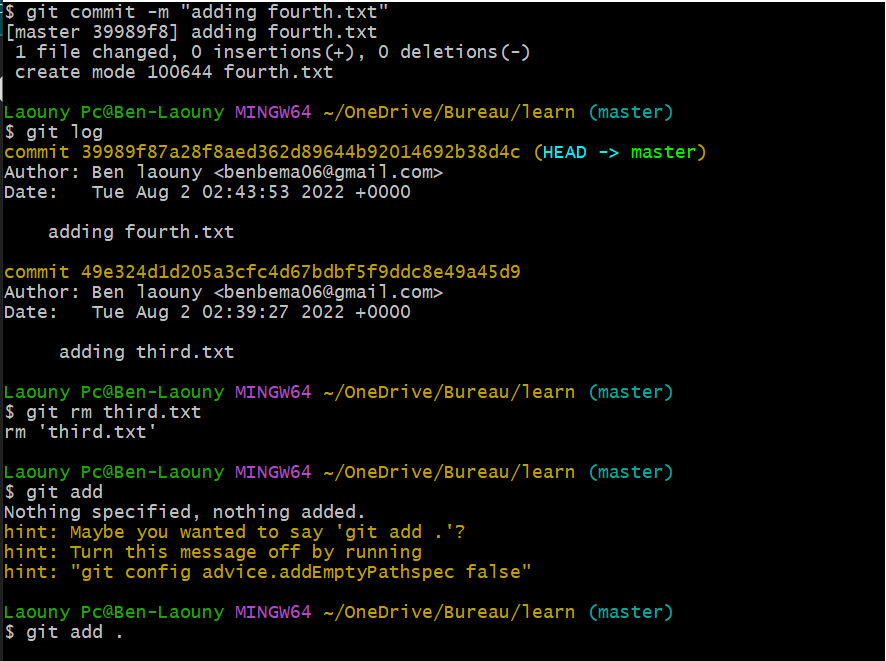 $ git commit -m "adding fourth.txt"
[master 39989f8] adding fourth.txt
 1 file changed, 0 insertions(+), 0 deletions(-)
 create mode 100644 fourth.txt
Laouny Pc@Ben-Laouny MINGW64 ~/OneDrive/Bureau/learn (master)
$ git log
commit 39989f87a28f8aed362d89644b92014692b38d4c (HEAD -> master)
Author: Ben laouny <benbema06@gmail.com>
Date:   Tue Aug 2 02:43:53 2022 +0000
    adding fourth.txt
commit 49e324d1d205a3cfc4d67bdbf5f9ddc8e49a45d9
Author: Ben laouny <benbema06@gmail.com>
Date:   Tue Aug 2 02:39:27 2022 +0000
     adding third.txt
Laouny Pc@Ben-Laouny MINGW64 ~/OneDrive/Bureau/learn (master)
$ git rm third.txt
rm 'third.txt'
Laouny Pc@Ben-Laouny MINGW64 ~/OneDrive/Bureau/learn (master)
$ git add
Nothing specified, nothing added.
hint: Maybe you wanted to say 'git add .'?
hint: Turn this message off by running
hint: "git config advice.addEmptyPathspec false"
Laouny Pc@Ben-Laouny MINGW64 ~/OneDrive/Bureau/learn (master)
$ git add .